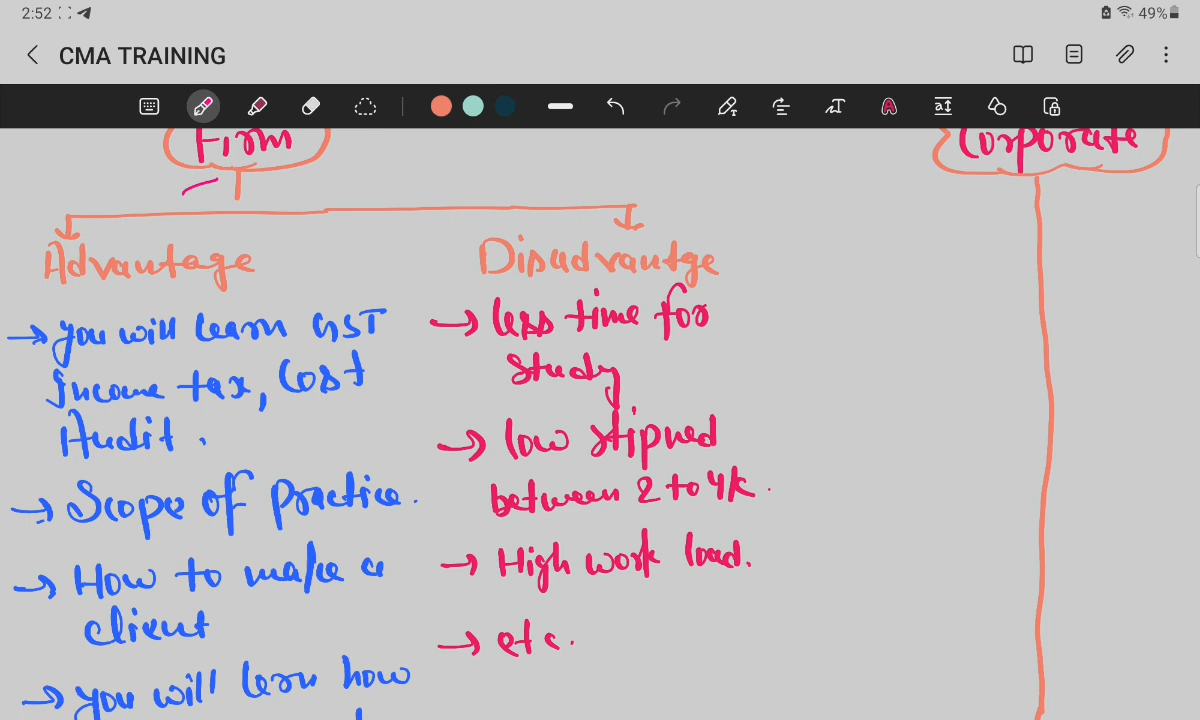 2:52
49%
CMA TRAINING
Firm
Corporate
Advantage
Disadvantge
→ you will learn GST
Income tax, Cost
Audit.
→ Scope of Practice.
→ How to make a
client
→ you will learn how
→ less time for
study
→ low stipned
between 2 to 4k.
→ High work load.
→ etc.